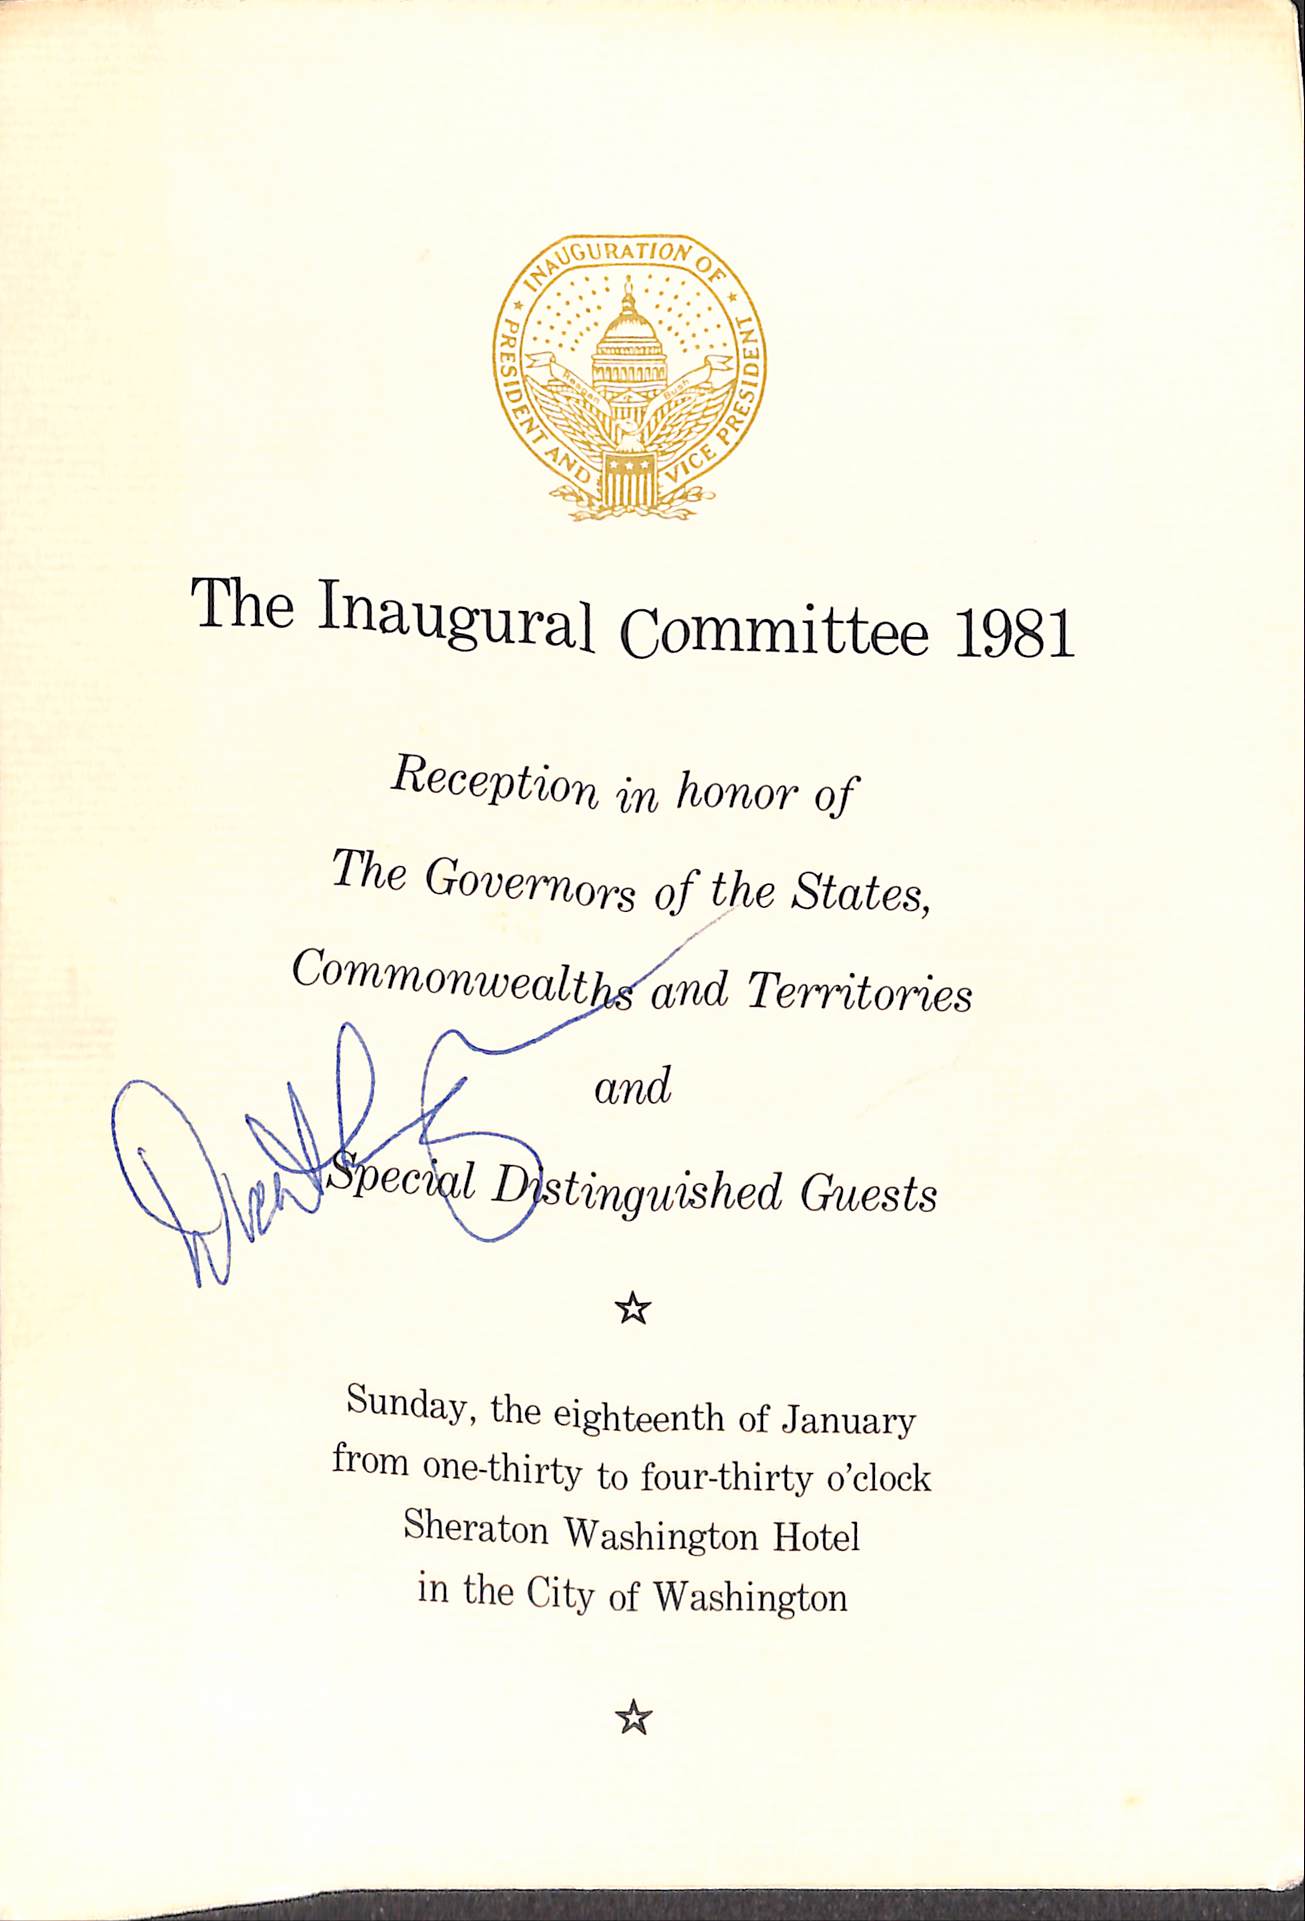 ★ INAUGURATION OF ★
PRESIDENT AND VICE PRESIDENT
Reagan Bush
The Inaugural Committee 1981
Reception in honor of
The Governors of the States,
Commonwealths and Territories
and
Special Distinguished Guests
☆
Sunday, the eighteenth of January
from one-thirty to four-thirty o’clock
Sheraton Washington Hotel
in the City of Washington
☆